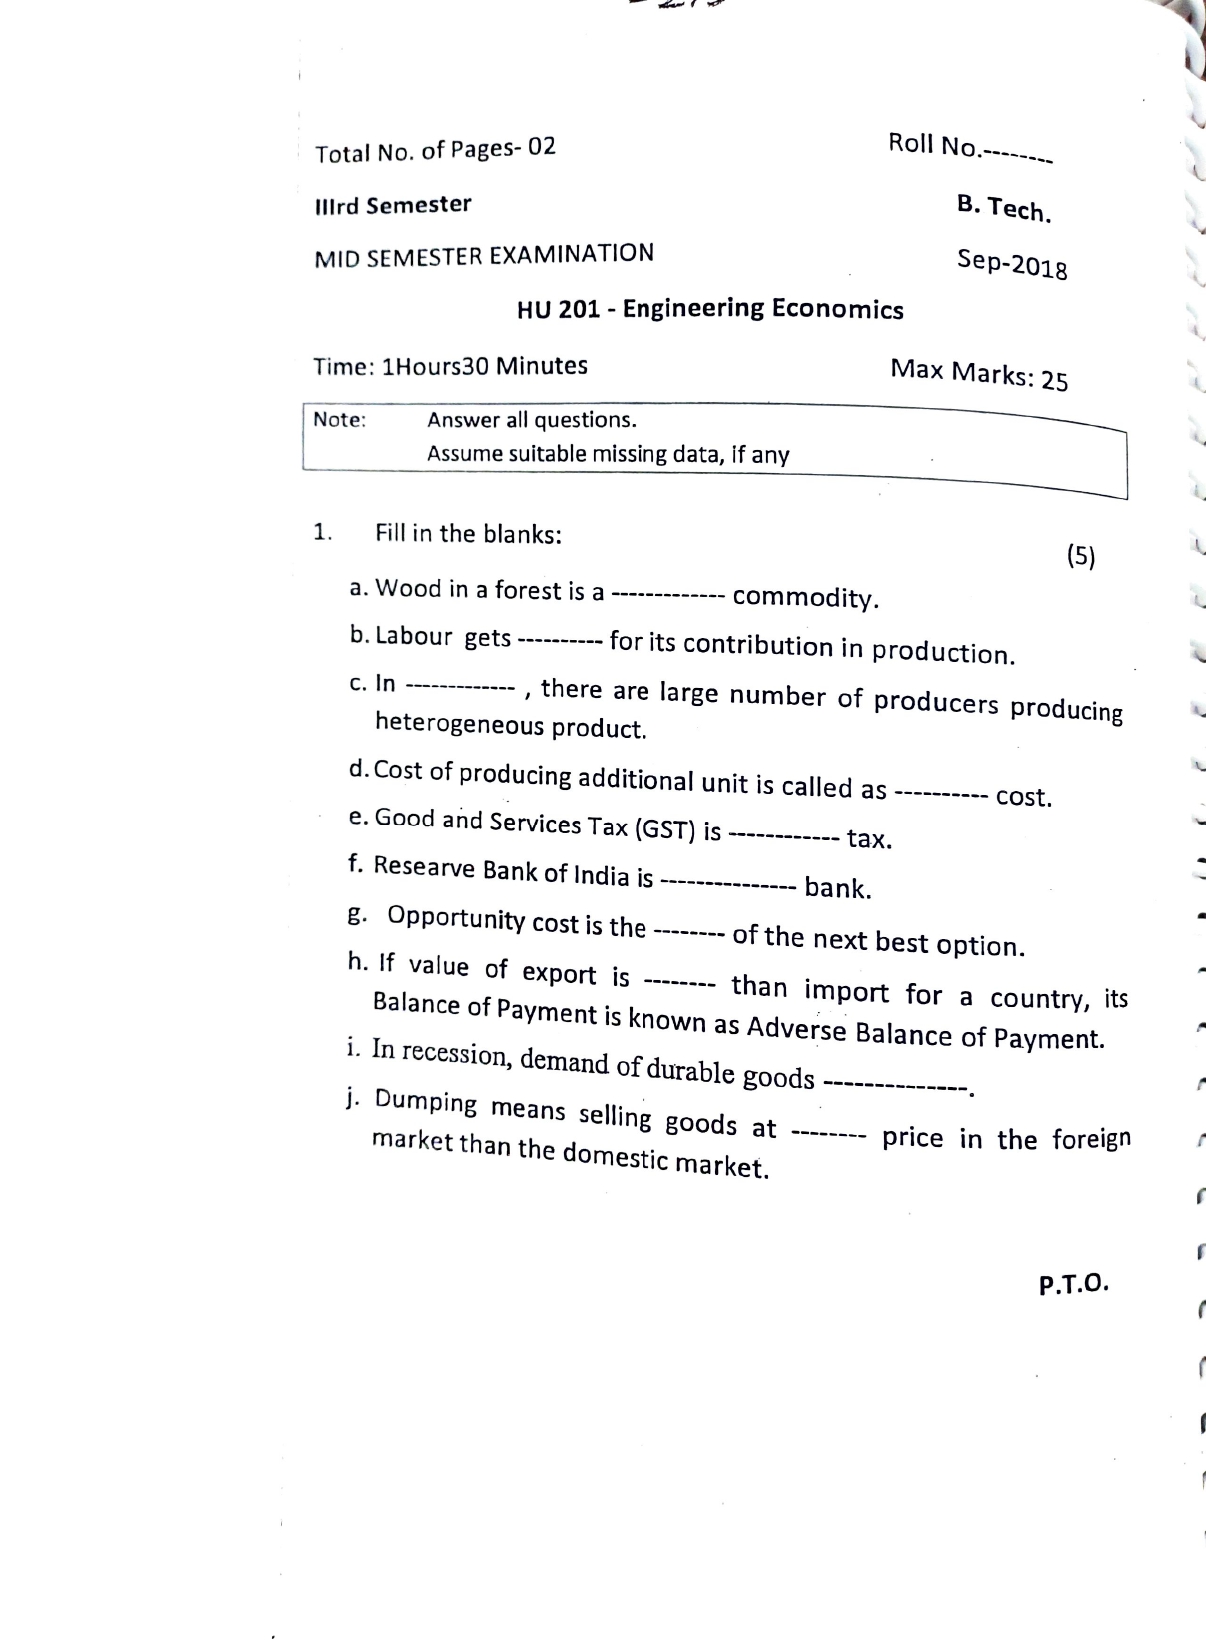 Total No. of Pages- 02 Roll No.--------
IIIrd Semester B. Tech.
MID SEMESTER EXAMINATION Sep-2018
HU 201 - Engineering Economics
Time: 1Hours30 Minutes Max Marks: 25
Note: Answer all questions.
Assume suitable missing data, if any
1. Fill in the blanks: (5)
a. Wood in a forest is a ------------- commodity.
b. Labour gets ---------- for its contribution in production.
c. In ------------- , there are large number of producers producing
heterogeneous product.
d. Cost of producing additional unit is called as ---------- cost.
e. Good and Services Tax (GST) is ------------ tax.
f. Researve Bank of India is --------------- bank.
g. Opportunity cost is the -------- of the next best option.
h. If value of export is -------- than import for a country, its
Balance of Payment is known as Adverse Balance of Payment.
i. In recession, demand of durable goods --------------.
j. Dumping means selling goods at -------- price in the foreign
market than the domestic market.
P.T.O.